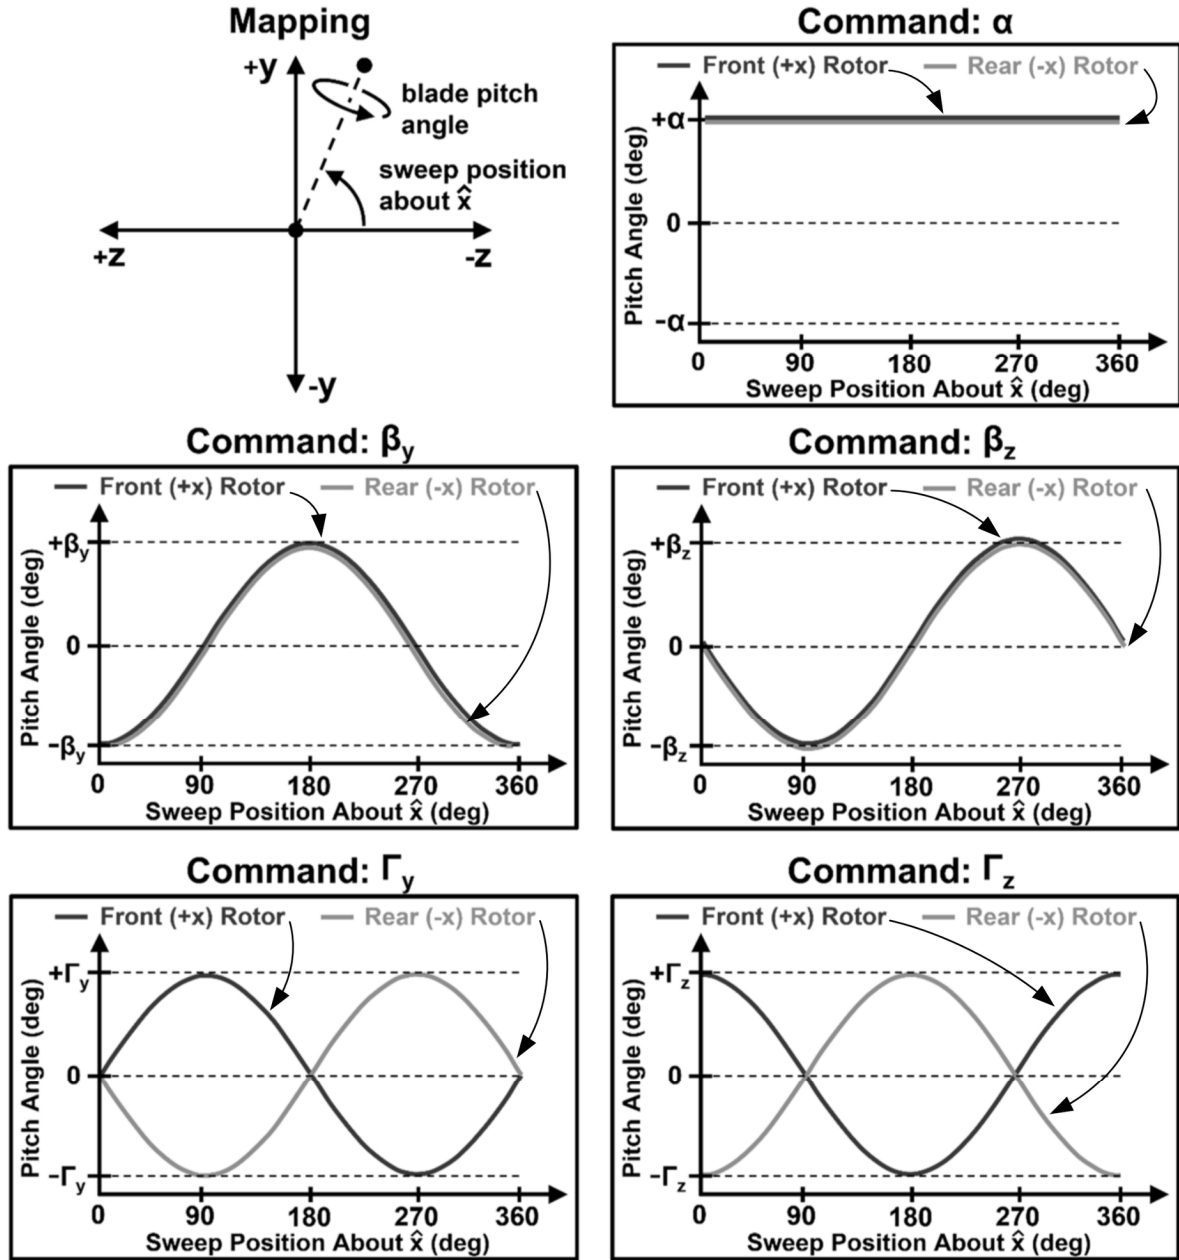 Mapping
+y
blade pitch
angle
sweep position
about x̂
+z
-z
-y
Command: α
Front (+x) Rotor
Rear (-x) Rotor
Pitch Angle (deg)
+α
0
-α
0 90 180 270 360
Sweep Position About x̂ (deg)
Command: βy
Front (+x) Rotor
Rear (-x) Rotor
Pitch Angle (deg)
+βy
0
-βy
0 90 180 270 360
Sweep Position About x̂ (deg)
Command: βz
Front (+x) Rotor
Rear (-x) Rotor
Pitch Angle (deg)
+βz
0
-βz
0 90 180 270 360
Sweep Position About x̂ (deg)
Command: Γy
Front (+x) Rotor
Rear (-x) Rotor
Pitch Angle (deg)
+Γy
0
-Γy
0 90 180 270 360
Sweep Position About x̂ (deg)
Command: Γz
Front (+x) Rotor
Rear (-x) Rotor
Pitch Angle (deg)
+Γz
0
-Γz
0 90 180 270 360
Sweep Position About x̂ (deg)